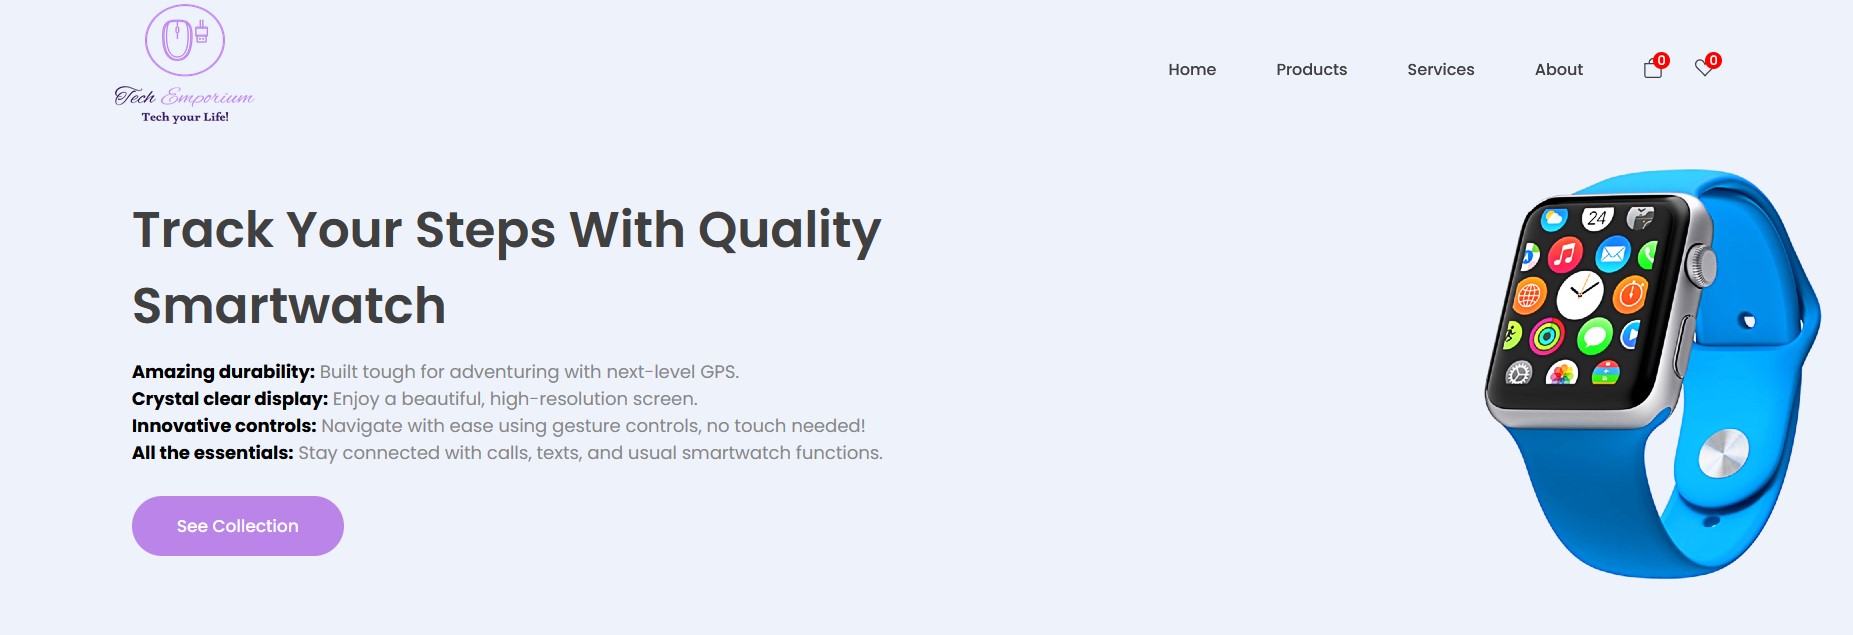 Tech Emporium
Tech your Life!
Home Products Services About 0 0
Track Your Steps With Quality
Smartwatch
Amazing durability: Built tough for adventuring with next-level GPS.
Crystal clear display: Enjoy a beautiful, high-resolution screen.
Innovative controls: Navigate with ease using gesture controls, no touch needed!
All the essentials: Stay connected with calls, texts, and usual smartwatch functions.
See Collection
24